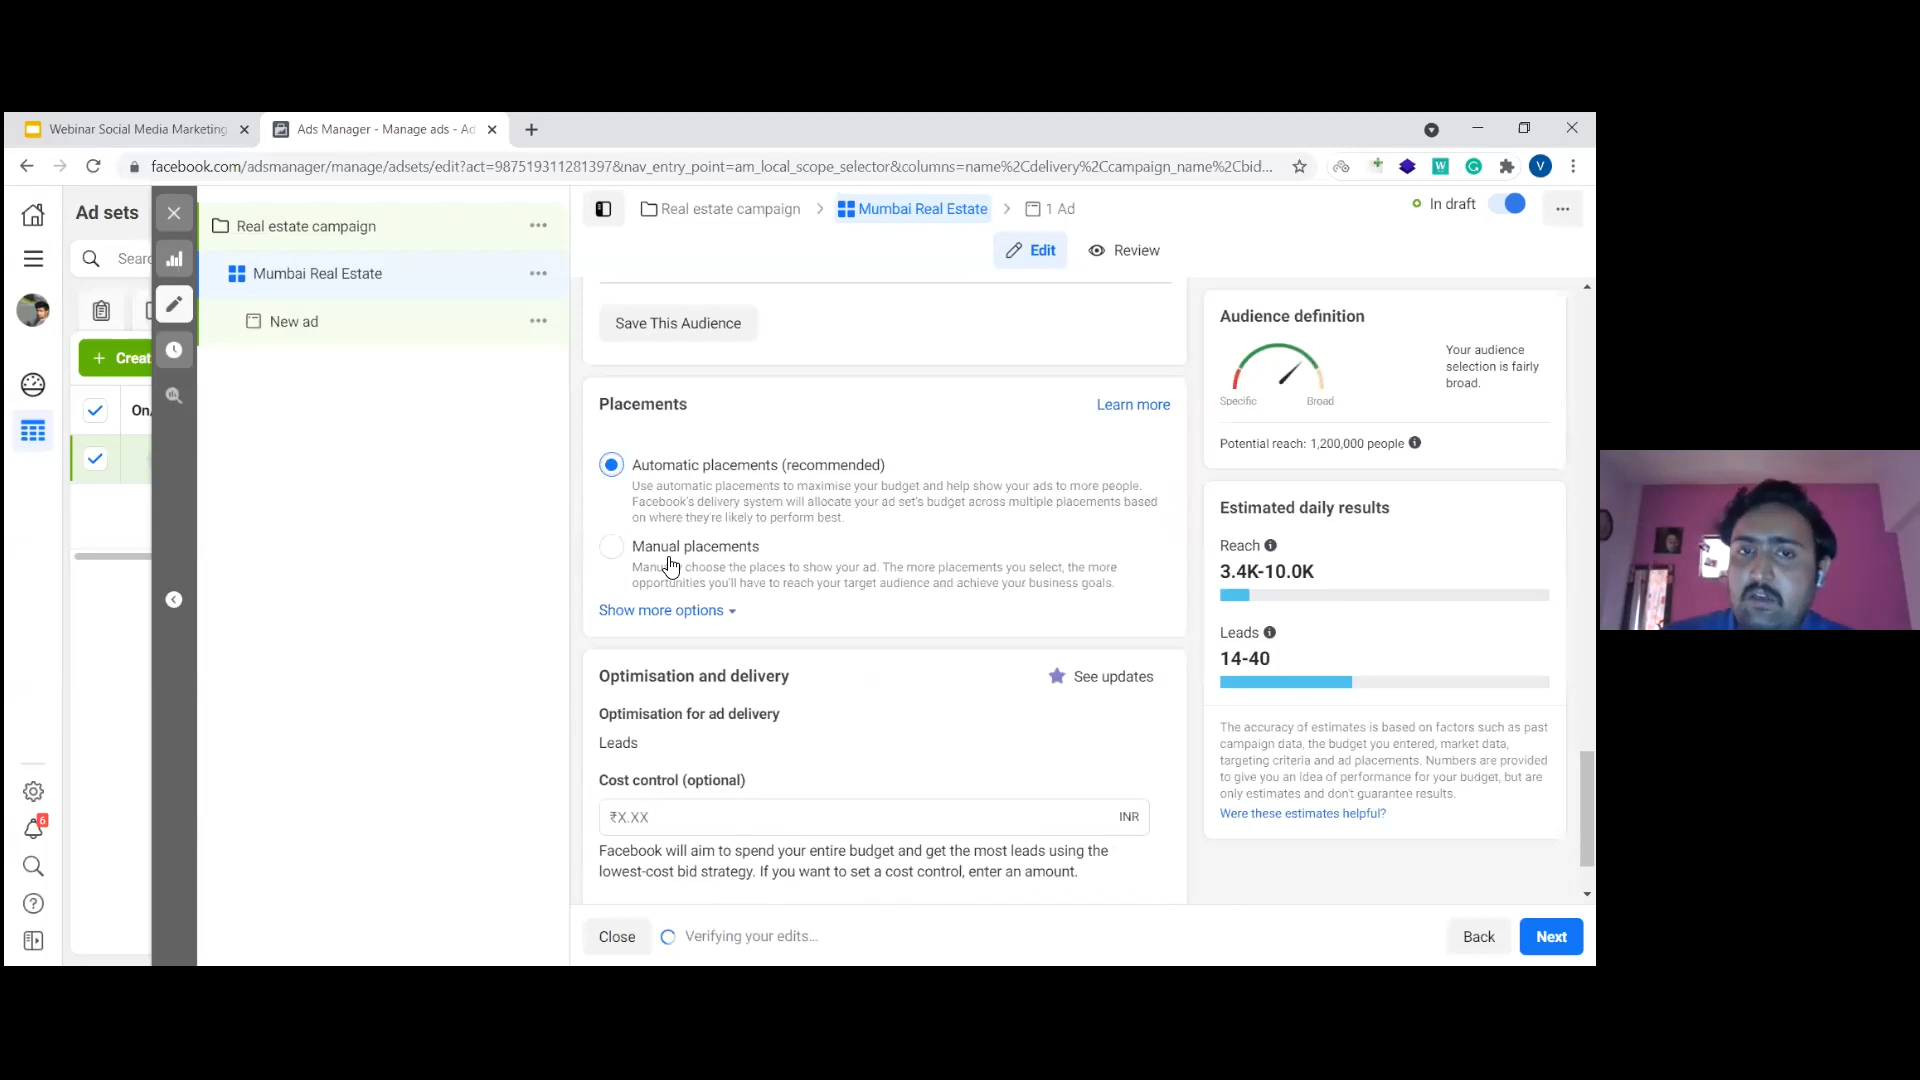 Webinar Social Media Marketing
Ads Manager - Manage ads - Ad
facebook.com/adsmanager/manage/adsets/edit?act=987519311281397&nav_entry_point=am_local_scope_selector&columns=name%2Cdelivery%2Ccampaign_name%2Cbid...
V
Ad sets
Searc
Creat
On/
6
Real estate campaign
Mumbai Real Estate
New ad
Real estate campaign
Mumbai Real Estate
1 Ad
In draft
Edit
Review
Save This Audience
Placements
Learn more
Automatic placements (recommended)
Use automatic placements to maximise your budget and help show your ads to more people.
Facebook's delivery system will allocate your ad set's budget across multiple placements based
on where they're likely to perform best.
Manual placements
Manu choose the places to show your ad. The more placements you select, the more
opportunities you'll have to reach your target audience and achieve your business goals.
Show more options
Optimisation and delivery
See updates
Optimisation for ad delivery
Leads
Cost control (optional)
₹X.XX
INR
Facebook will aim to spend your entire budget and get the most leads using the
lowest-cost bid strategy. If you want to set a cost control, enter an amount.
Close
Verifying your edits...
Back
Next
Audience definition
Your audience
selection is fairly
broad.
Specific
Broad
Potential reach: 1,200,000 people
Estimated daily results
Reach
3.4K-10.0K
Leads
14-40
The accuracy of estimates is based on factors such as past
campaign data, the budget you entered, market data,
targeting criteria and ad placements. Numbers are provided
to give you an idea of performance for your budget, but are
only estimates and don't guarantee results.
Were these estimates helpful?